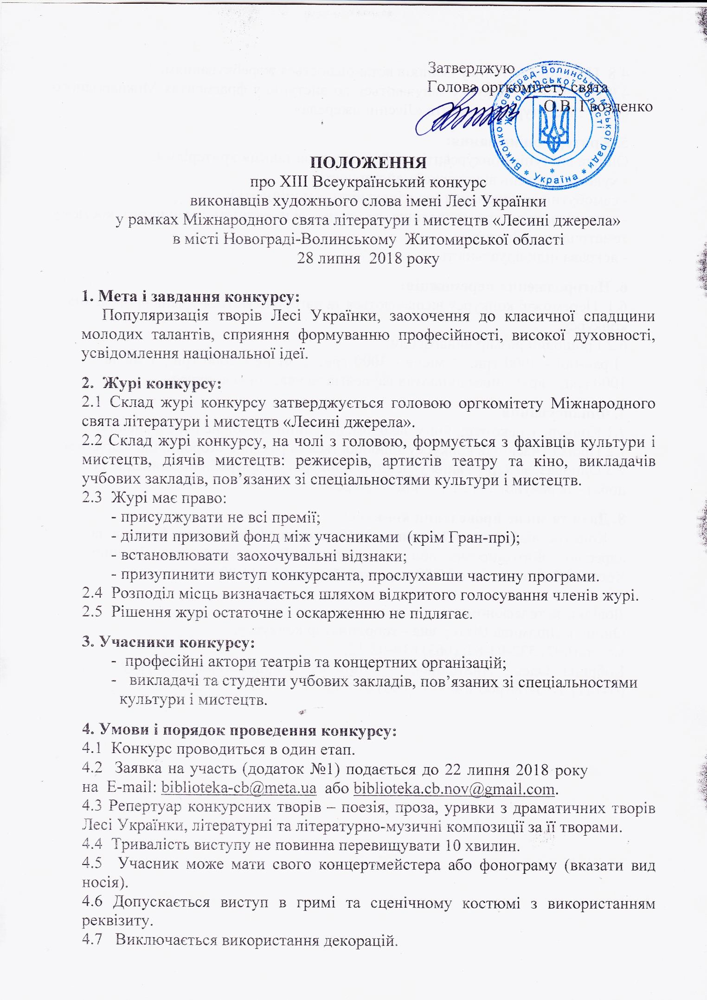 Затверджую
Голова оргкомітету свята
О.В. Гвозденко
Виконком Новоград-Волинської міської ради * Україна *
Житомирської області
ПОЛОЖЕННЯ
про XIII Всеукраїнський конкурс
виконавців художнього слова імені Лесі Українки
у рамках Міжнародного свята літератури і мистецтв «Лесині джерела»
в місті Новограді-Волинському Житомирської області
28 липня 2018 року
1. Мета і завдання конкурсу:
Популяризація творів Лесі Українки, заохочення до класичної спадщини
молодих талантів, сприяння формуванню професійності, високої духовності,
усвідомлення національної ідеї.
2. Журі конкурсу:
2.1 Склад журі конкурсу затверджується головою оргкомітету Міжнародного
свята літератури і мистецтв «Лесині джерела».
2.2 Склад журі конкурсу, на чолі з головою, формується з фахівців культури і
мистецтв, діячів мистецтв: режисерів, артистів театру та кіно, викладачів
учбових закладів, пов’язаних зі спеціальностями культури і мистецтв.
2.3 Журі має право:
- присуджувати не всі премії;
- ділити призовий фонд між учасниками (крім Гран-прі);
- встановлювати заохочувальні відзнаки;
- призупинити виступ конкурсанта, прослухавши частину програми.
2.4 Розподіл місць визначається шляхом відкритого голосування членів журі.
2.5 Рішення журі остаточне і оскарженню не підлягає.
3. Учасники конкурсу:
- професійні актори театрів та концертних організацій;
- викладачі та студенти учбових закладів, пов’язаних зі спеціальностями
культури і мистецтв.
4. Умови і порядок проведення конкурсу:
4.1 Конкурс проводиться в один етап.
4.2 Заявка на участь (додаток №1) подається до 22 липня 2018 року
на E-mail: biblioteka-cb@meta.ua або biblioteka.cb.nov@gmail.com.
4.3 Репертуар конкурсних творів – поезія, проза, уривки з драматичних творів
Лесі Українки, літературні та літературно-музичні композиції за її творами.
4.4 Тривалість виступу не повинна перевищувати 10 хвилин.
4.5 Учасник може мати свого концертмейстера або фонограму (вказати вид
носія).
4.6 Допускається виступ в гримі та сценічному костюмі з використанням
реквізиту.
4.7 Виключається використання декорацій.